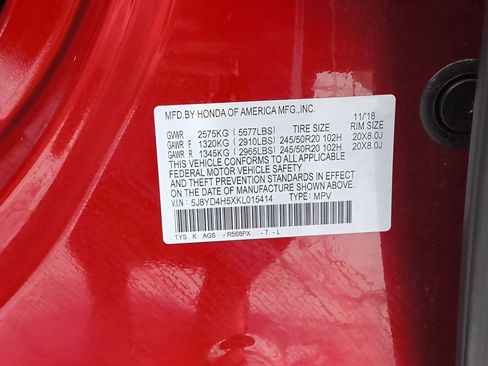 MFD.BY HONDA OF AMERICA MFG.,INC. 11/18
GVWR 2575KG (5677LBS) TIRE SIZE RIM SIZE
GAWR F 1320KG (2910LBS) 245/50R20 102H 20X8.0J
GAWR R 1345KG (2965LBS) 245/50R20 102H 20X8.0J
THIS VEHICLE CONFORMS TO ALL APPLICABLE
FEDERAL MOTOR VEHICLE SAFETY
AND THEFT PREVENTION STANDARDS IN EFFECT
ON THE DATE OF MANUFACTURE SHOWN ABOVE.
V.I.N: 5J8YD4H5XKL015414 TYPE: MPV
TYS K AG6 - R568PX - T - L